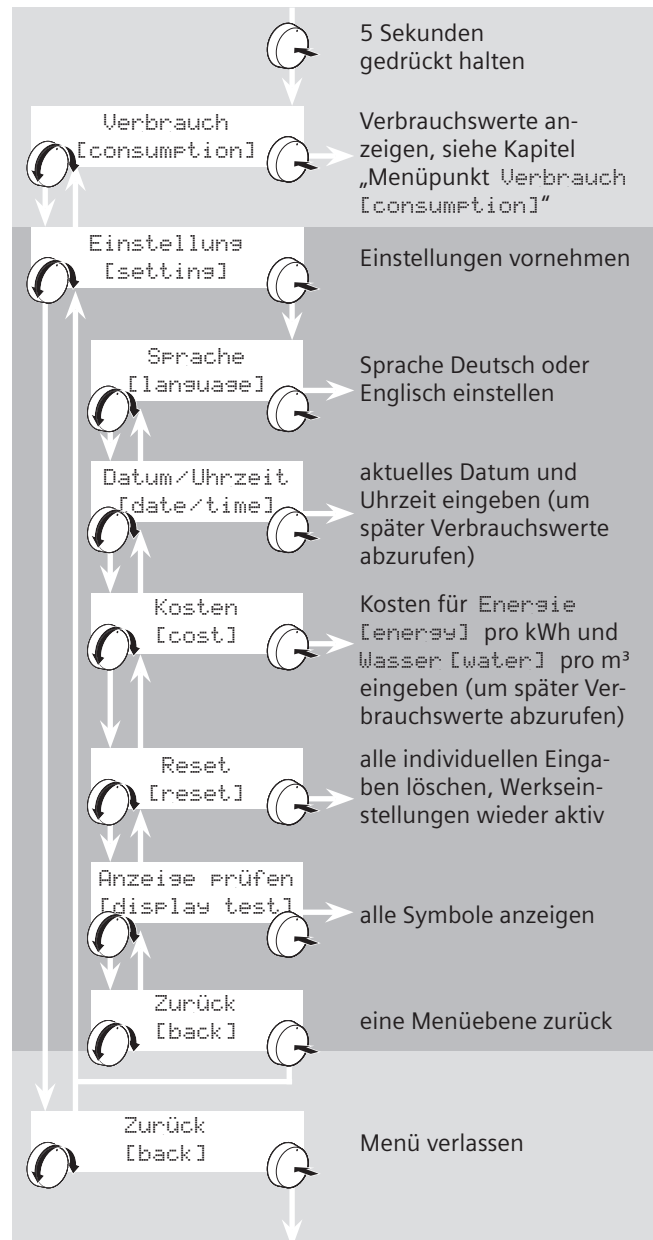 5 Sekunden
gedrückt halten
Verbrauch
[consumption]
Verbrauchswerte an-
zeigen, siehe Kapitel
„Menüpunkt Verbrauch
[consumption]“
Einstellung
[setting]
Einstellungen vornehmen
Sprache
[language]
Sprache Deutsch oder
Englisch einstellen
Datum/Uhrzeit
[date/time]
aktuelles Datum und
Uhrzeit eingeben (um
später Verbrauchswerte
abzurufen)
Kosten
[cost]
Kosten für Energie
[energy] pro kWh und
Wasser [water] pro m³
eingeben (um später Ver-
brauchswerte abzurufen)
Reset
[reset]
alle individuellen Einga-
ben löschen, Werksein-
stellungen wieder aktiv
Anzeige prüfen
[display test]
alle Symbole anzeigen
Zurück
[back]
eine Menüebene zurück
Zurück
[back]
Menü verlassen